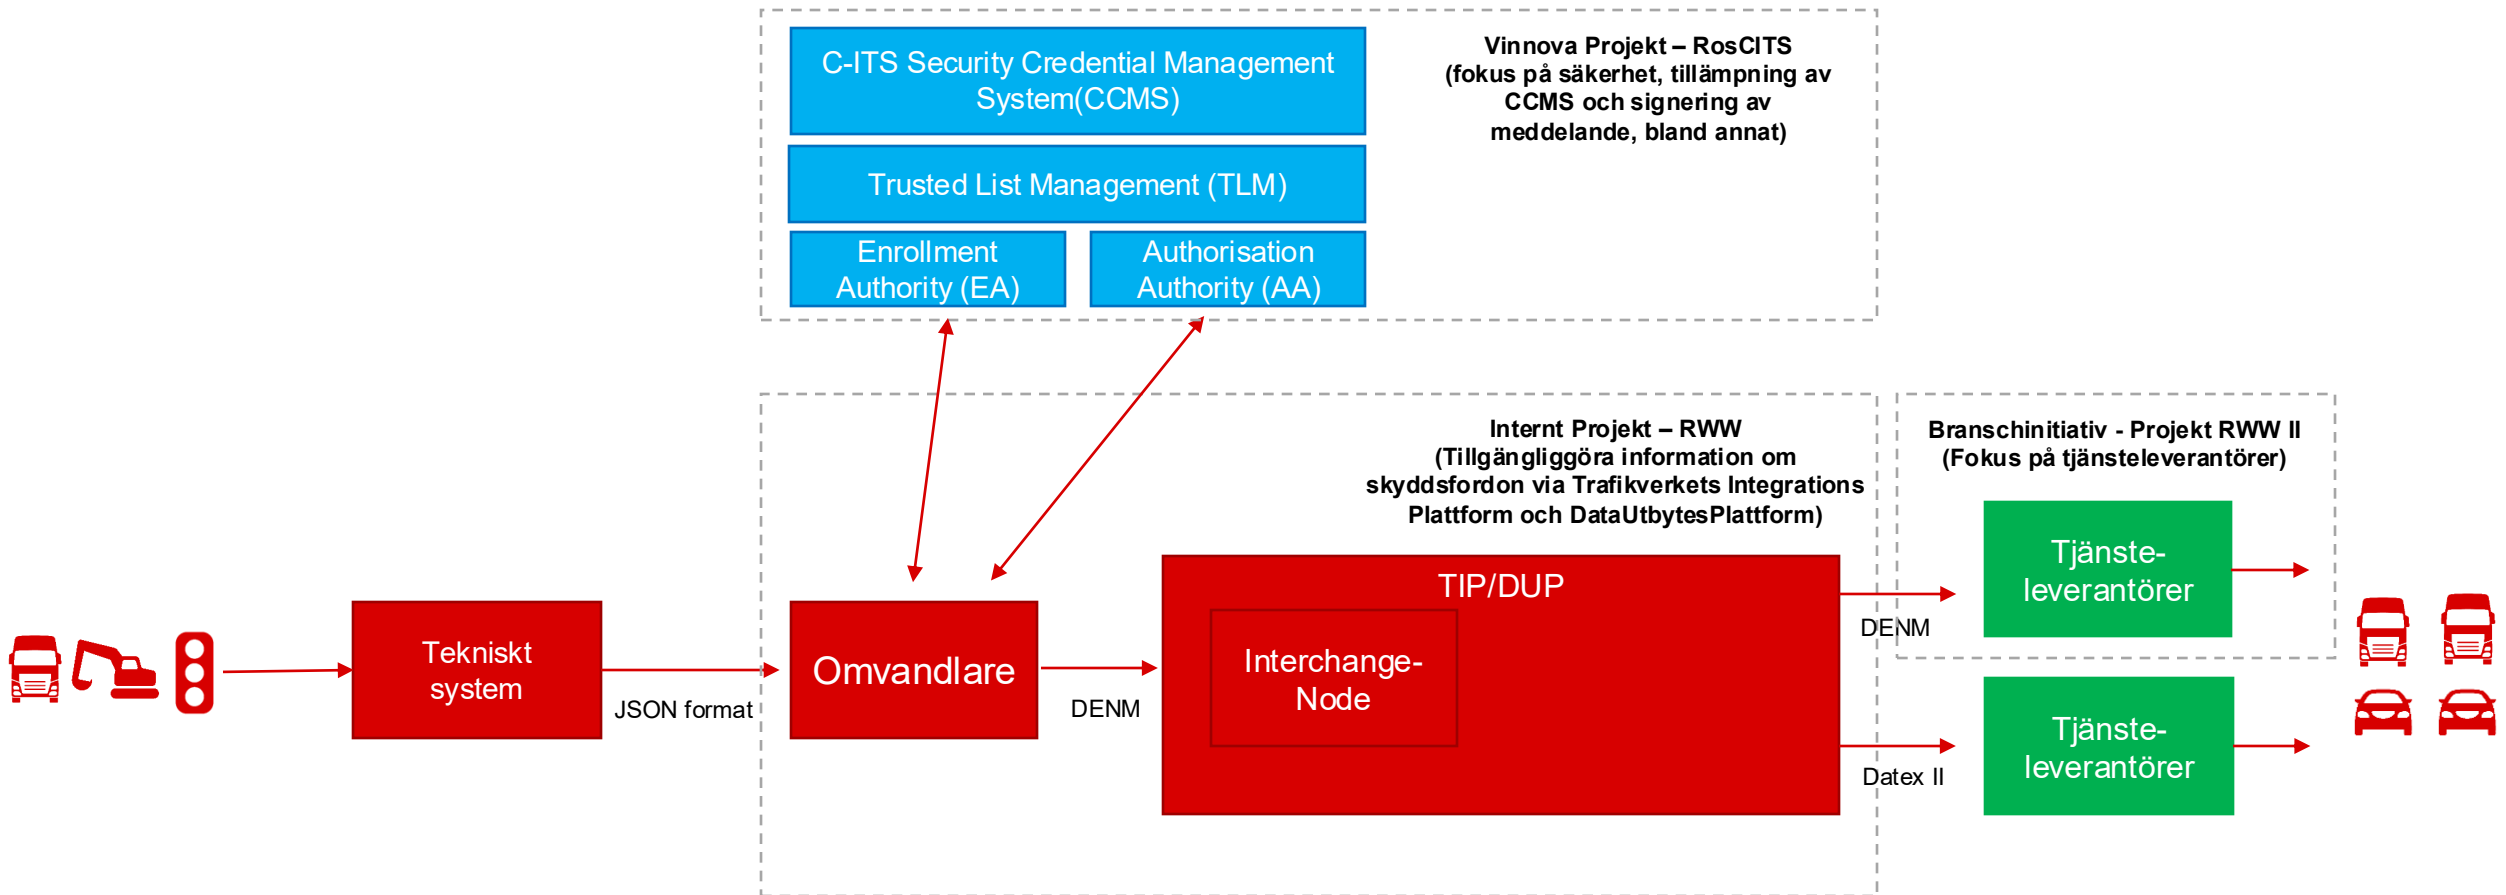 C-ITS Security Credential Management
System(CCMS)
Vinnova Projekt – RosCITS
(fokus på säkerhet, tillämpning av
CCMS och signering av
meddelande, bland annat)
Trusted List Management (TLM)
Enrollment
Authority (EA)
Authorisation
Authority (AA)
Internt Projekt – RWW
(Tillgängliggöra information om
skyddsfordon via Trafikverkets Integrations
Plattform och DataUtbytesPlattform)
Branschinitiativ - Projekt RWW II
(Fokus på tjänsteleverantörer)
Tekniskt
system
JSON format
Omvandlare
DENM
TIP/DUP
Interchange-
Node
DENM
Datex II
Tjänste-
leverantörer
Tjänste-
leverantörer